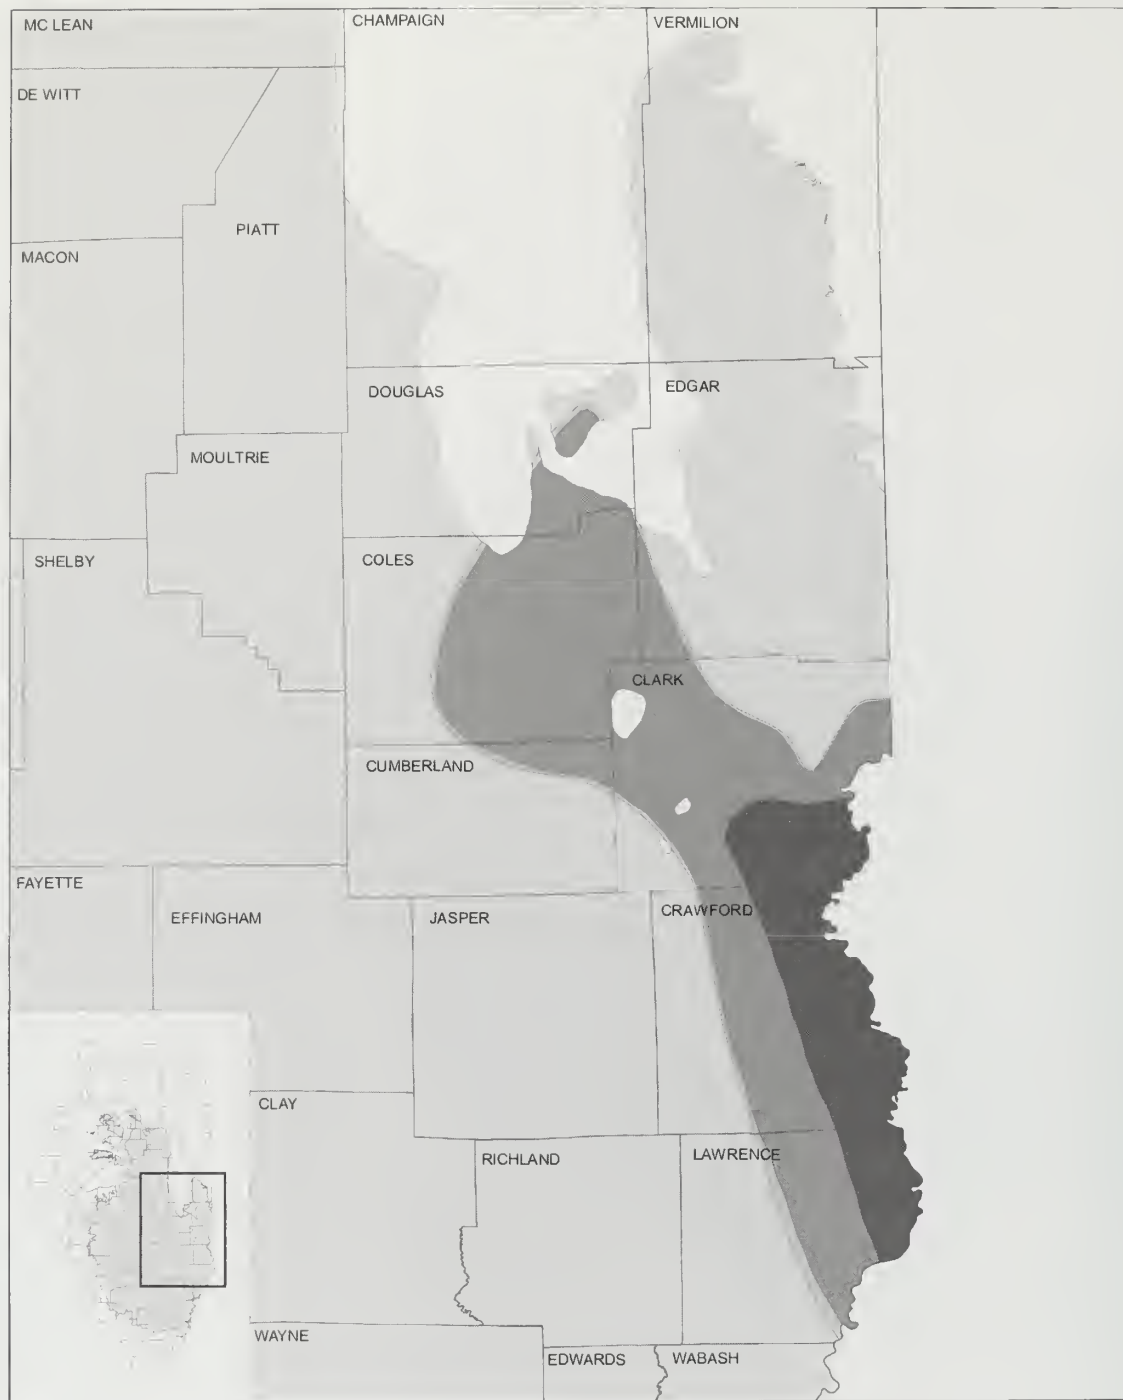 MC LEAN
CHAMPAIGN
VERMILION
DE WITT
PIATT
MACON
DOUGLAS
EDGAR
MOULTRIE
SHELBY
COLES
CLARK
CUMBERLAND
FAYETTE
EFFINGHAM
JASPER
CRAWFORD
CLAY
RICHLAND
LAWRENCE
WAYNE
EDWARDS
WABASH